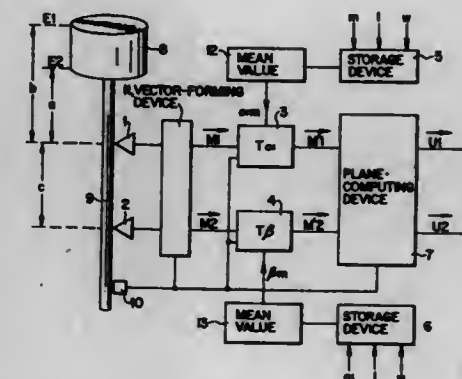 E1
8
12
MEAN VALUE
m l w
STORAGE DEVICE
5
E2
b
a
11, VECTOR-FORMING DEVICE
αm
3
1
M1
Tα
M'1
U1
PLANE-COMPUTING DEVICE
c
9
2
4
M2
Tβ
M'2
U2
7
10
βm
13
MEAN VALUE
STORAGE DEVICE
6